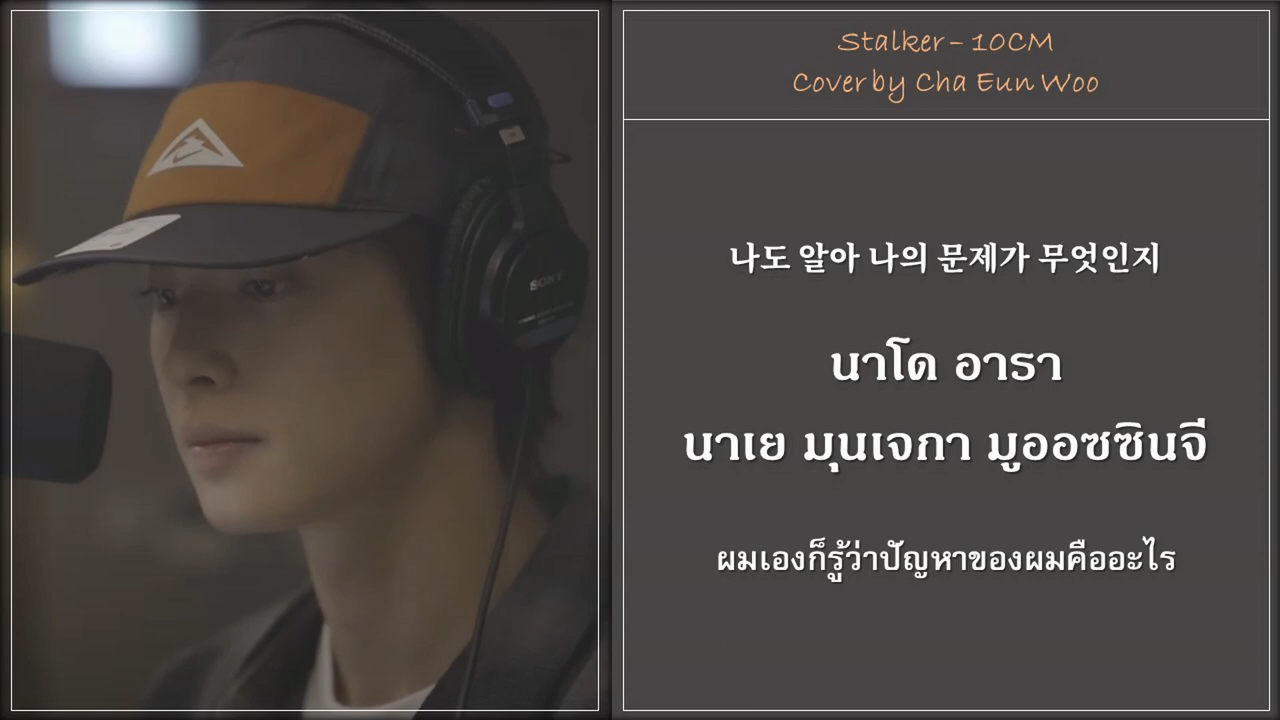 Stalker – 10CM
Cover by Cha Eun Woo
나도 알아 나의 문제가 무엇인지
นาโด อารา
นาเย มุนเจกา มูออซซินจี
ผมเองก็รู้ว่าปัญหาของผมคืออะไร
SONY